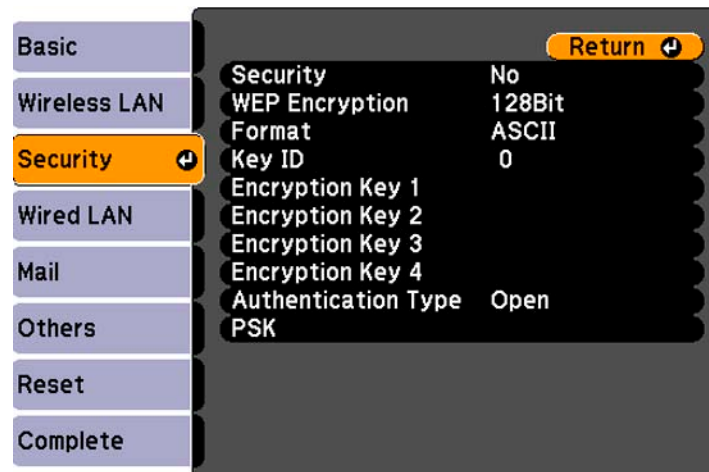 Basic
Wireless LAN
Security
Wired LAN
Mail
Others
Reset
Complete
Return
Security No
WEP Encryption 128Bit
Format ASCII
Key ID 0
Encryption Key 1
Encryption Key 2
Encryption Key 3
Encryption Key 4
Authentication Type Open
PSK